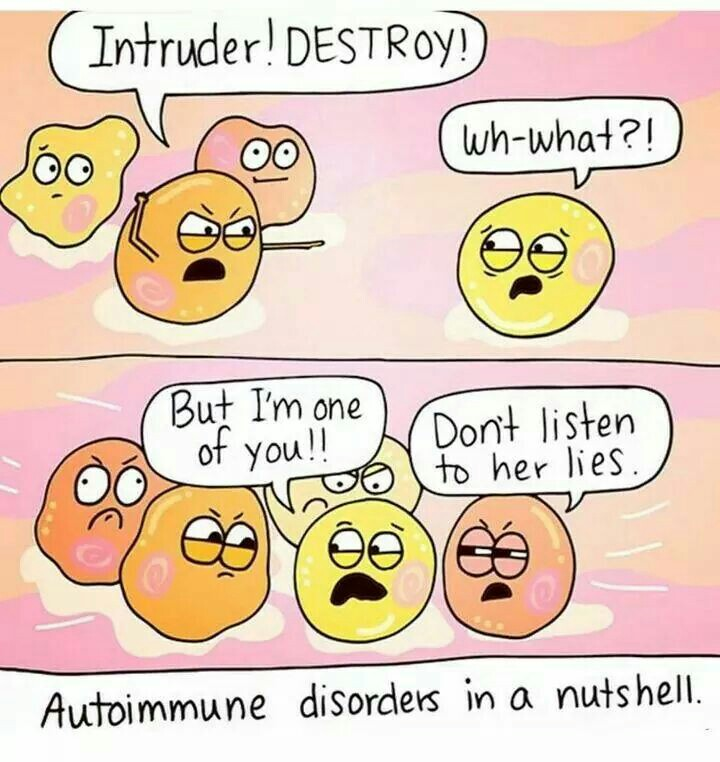 Intruder! DESTROY!
Wh-what?!
But I'm one
of you!!
Don't listen
to her lies.
Autoimmune disorders in a nutshell.